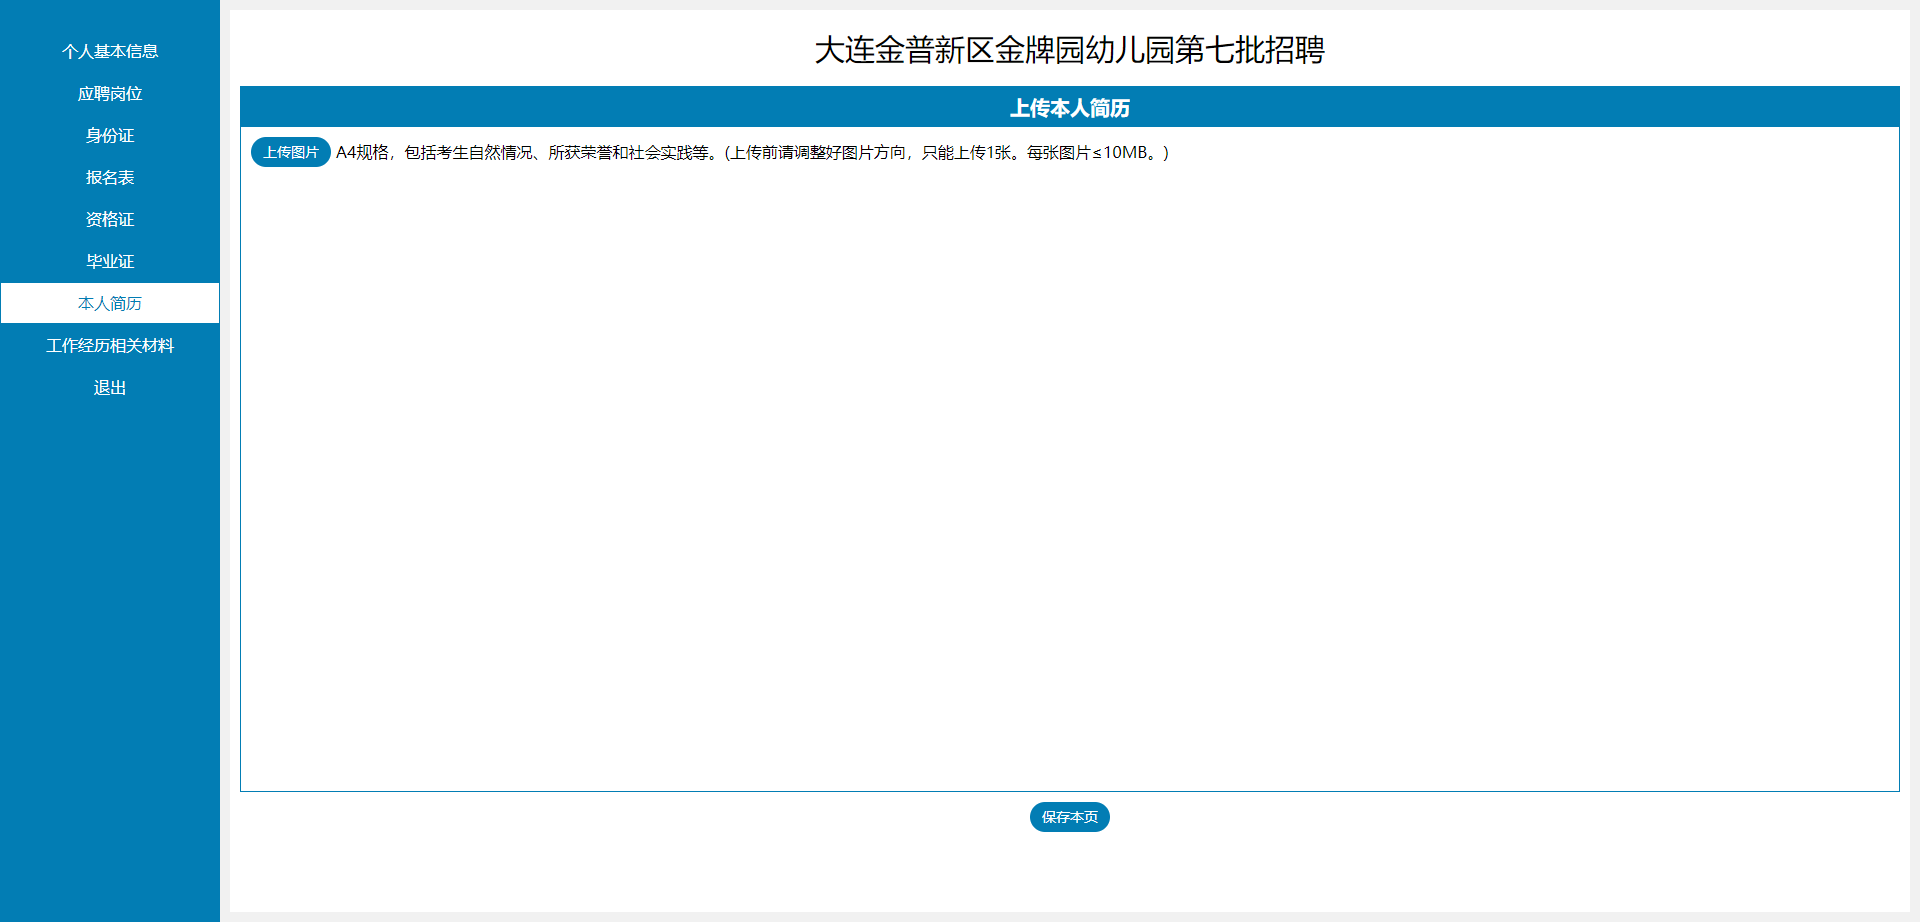 个人基本信息
应聘岗位
身份证
报名表
资格证
毕业证
本人简历
工作经历相关材料
退出
大连金普新区金牌园幼儿园第七批招聘
上传本人简历
上传图片 A4规格，包括考生自然情况、所获荣誉和社会实践等。(上传前请调整好图片方向，只能上传1张。每张图片≤10MB。)
保存本页